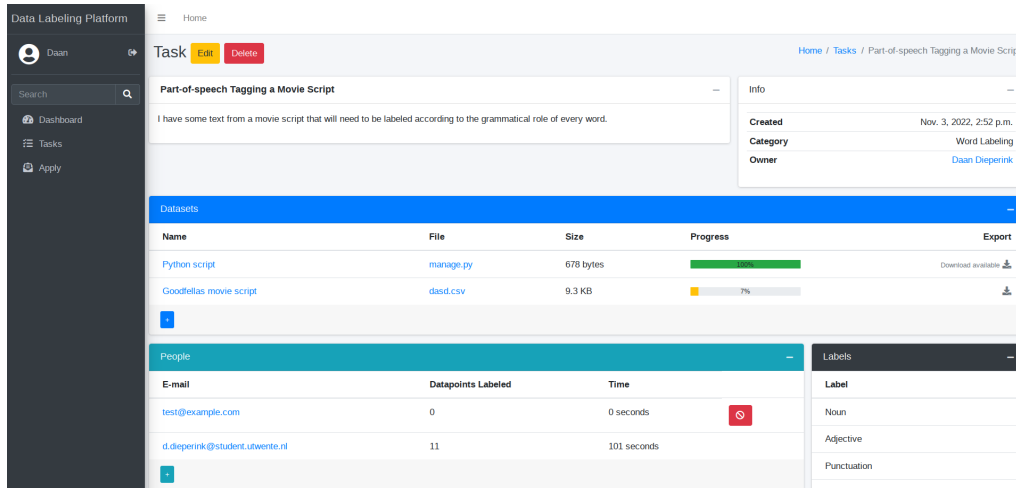 Data Labeling Platform
Home
Daan
Search
Dashboard
Tasks
Apply
Task Edit Delete
Home / Tasks / Part-of-speech Tagging a Movie Scrip
Part-of-speech Tagging a Movie Script
I have some text from a movie script that will need to be labeled according to the grammatical role of every word.
Info
Created Nov. 3, 2022, 2:52 p.m.
Category Word Labeling
Owner Daan Dieperink
Datasets
Name File Size Progress Export
Python script manage.py 678 bytes 100% Download available
Goodfellas movie script dasd.csv 9.3 KB 7%
+
People
E-mail Datapoints Labeled Time
test@example.com 0 0 seconds
d.dieperink@student.utwente.nl 11 101 seconds
+
Labels
Label
Noun
Adjective
Punctuation